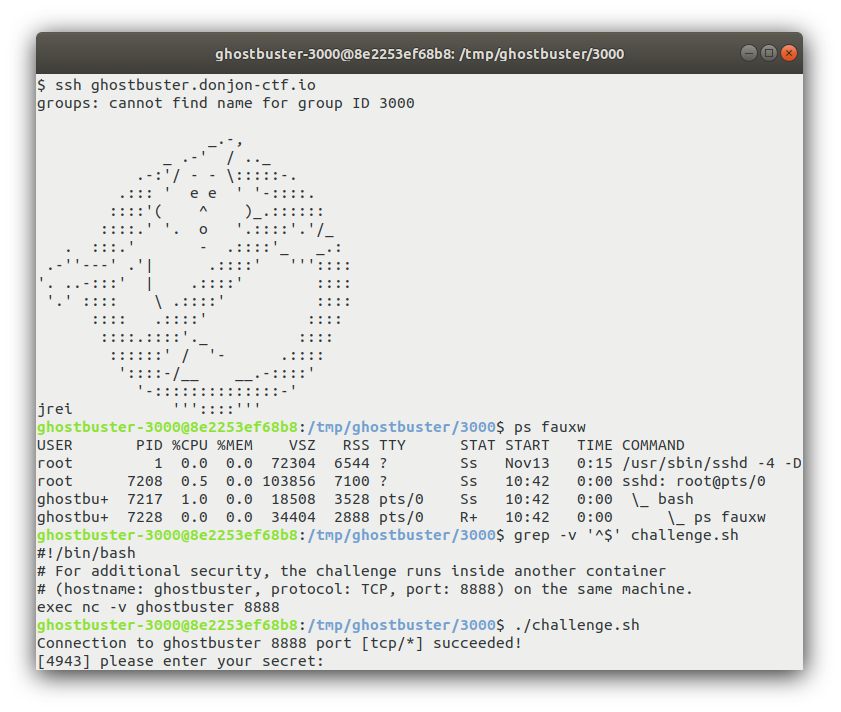 ghostbuster-3000@8e2253ef68b8: /tmp/ghostbuster/3000
$ ssh ghostbuster.donjon-ctf.io
groups: cannot find name for group ID 3000
                   _.-,
              _ .-'  / .._
           .-:'/ - - \:::::-.
         .::: '  e e  ' '-::::.
        ::::'(    ^    )_.::::::
       ::::.' '.  o   '.::::'.'/_
   .  :::.'       -  .::::'_   _.:
 .-''---' .'|      .::::'   '''::::
'. ..-:::'  |    .::::'        ::::
 '.' ::::    \ .::::'          ::::
      ::::   .::::'           ::::
       ::::.::::'._          ::::
        ::::::' /  '-      .::::
         '::::-/__    __.-::::'
           '-::::::::::::::-'
jrei           '''::::'''
ghostbuster-3000@8e2253ef68b8:/tmp/ghostbuster/3000$ ps fauxw
USER       PID %CPU %MEM    VSZ   RSS TTY      STAT START   TIME COMMAND
root         1  0.0  0.0  72304  6544 ?        Ss   Nov13   0:15 /usr/sbin/sshd -4 -D
root      7208  0.5  0.0 103856  7100 ?        Ss   10:42   0:00 sshd: root@pts/0
ghostbu+  7217  1.0  0.0  18508  3528 pts/0    Ss   10:42   0:00  \_ bash
ghostbu+  7228  0.0  0.0  34404  2888 pts/0    R+   10:42   0:00      \_ ps fauxw
ghostbuster-3000@8e2253ef68b8:/tmp/ghostbuster/3000$ grep -v '^$' challenge.sh
#!/bin/bash
# For additional security, the challenge runs inside another container
# (hostname: ghostbuster, protocol: TCP, port: 8888) on the same machine.
exec nc -v ghostbuster 8888
ghostbuster-3000@8e2253ef68b8:/tmp/ghostbuster/3000$ ./challenge.sh
Connection to ghostbuster 8888 port [tcp/*] succeeded!
[4943] please enter your secret: